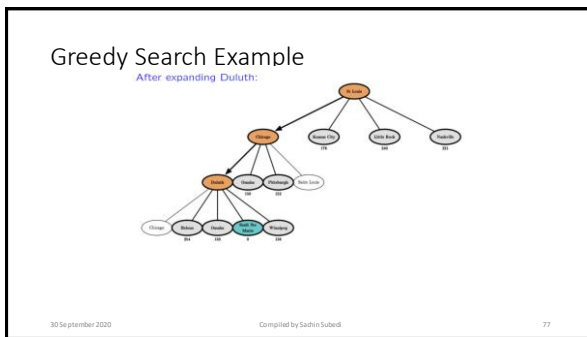 Greedy Search Example
After expanding Duluth:
St Louis
Chicago Kansas City Little Rock Nashville
Duluth Omaha Pittsburgh Saint Louis
Chicago Helena Omaha Sault Ste Marie Winnipeg
30 September 2020 Compiled by Sachin Subedi 77